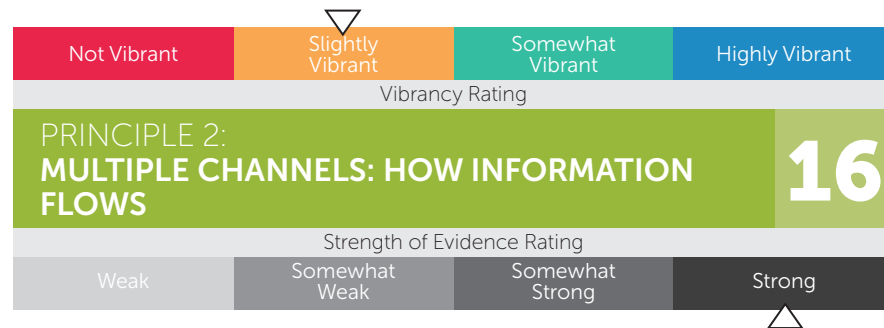 Not Vibrant
Slightly
Vibrant
Somewhat
Vibrant
Highly Vibrant
Vibrancy Rating
PRINCIPLE 2:
MULTIPLE CHANNELS: HOW INFORMATION
FLOWS
16
Strength of Evidence Rating
Weak
Somewhat
Weak
Somewhat
Strong
Strong